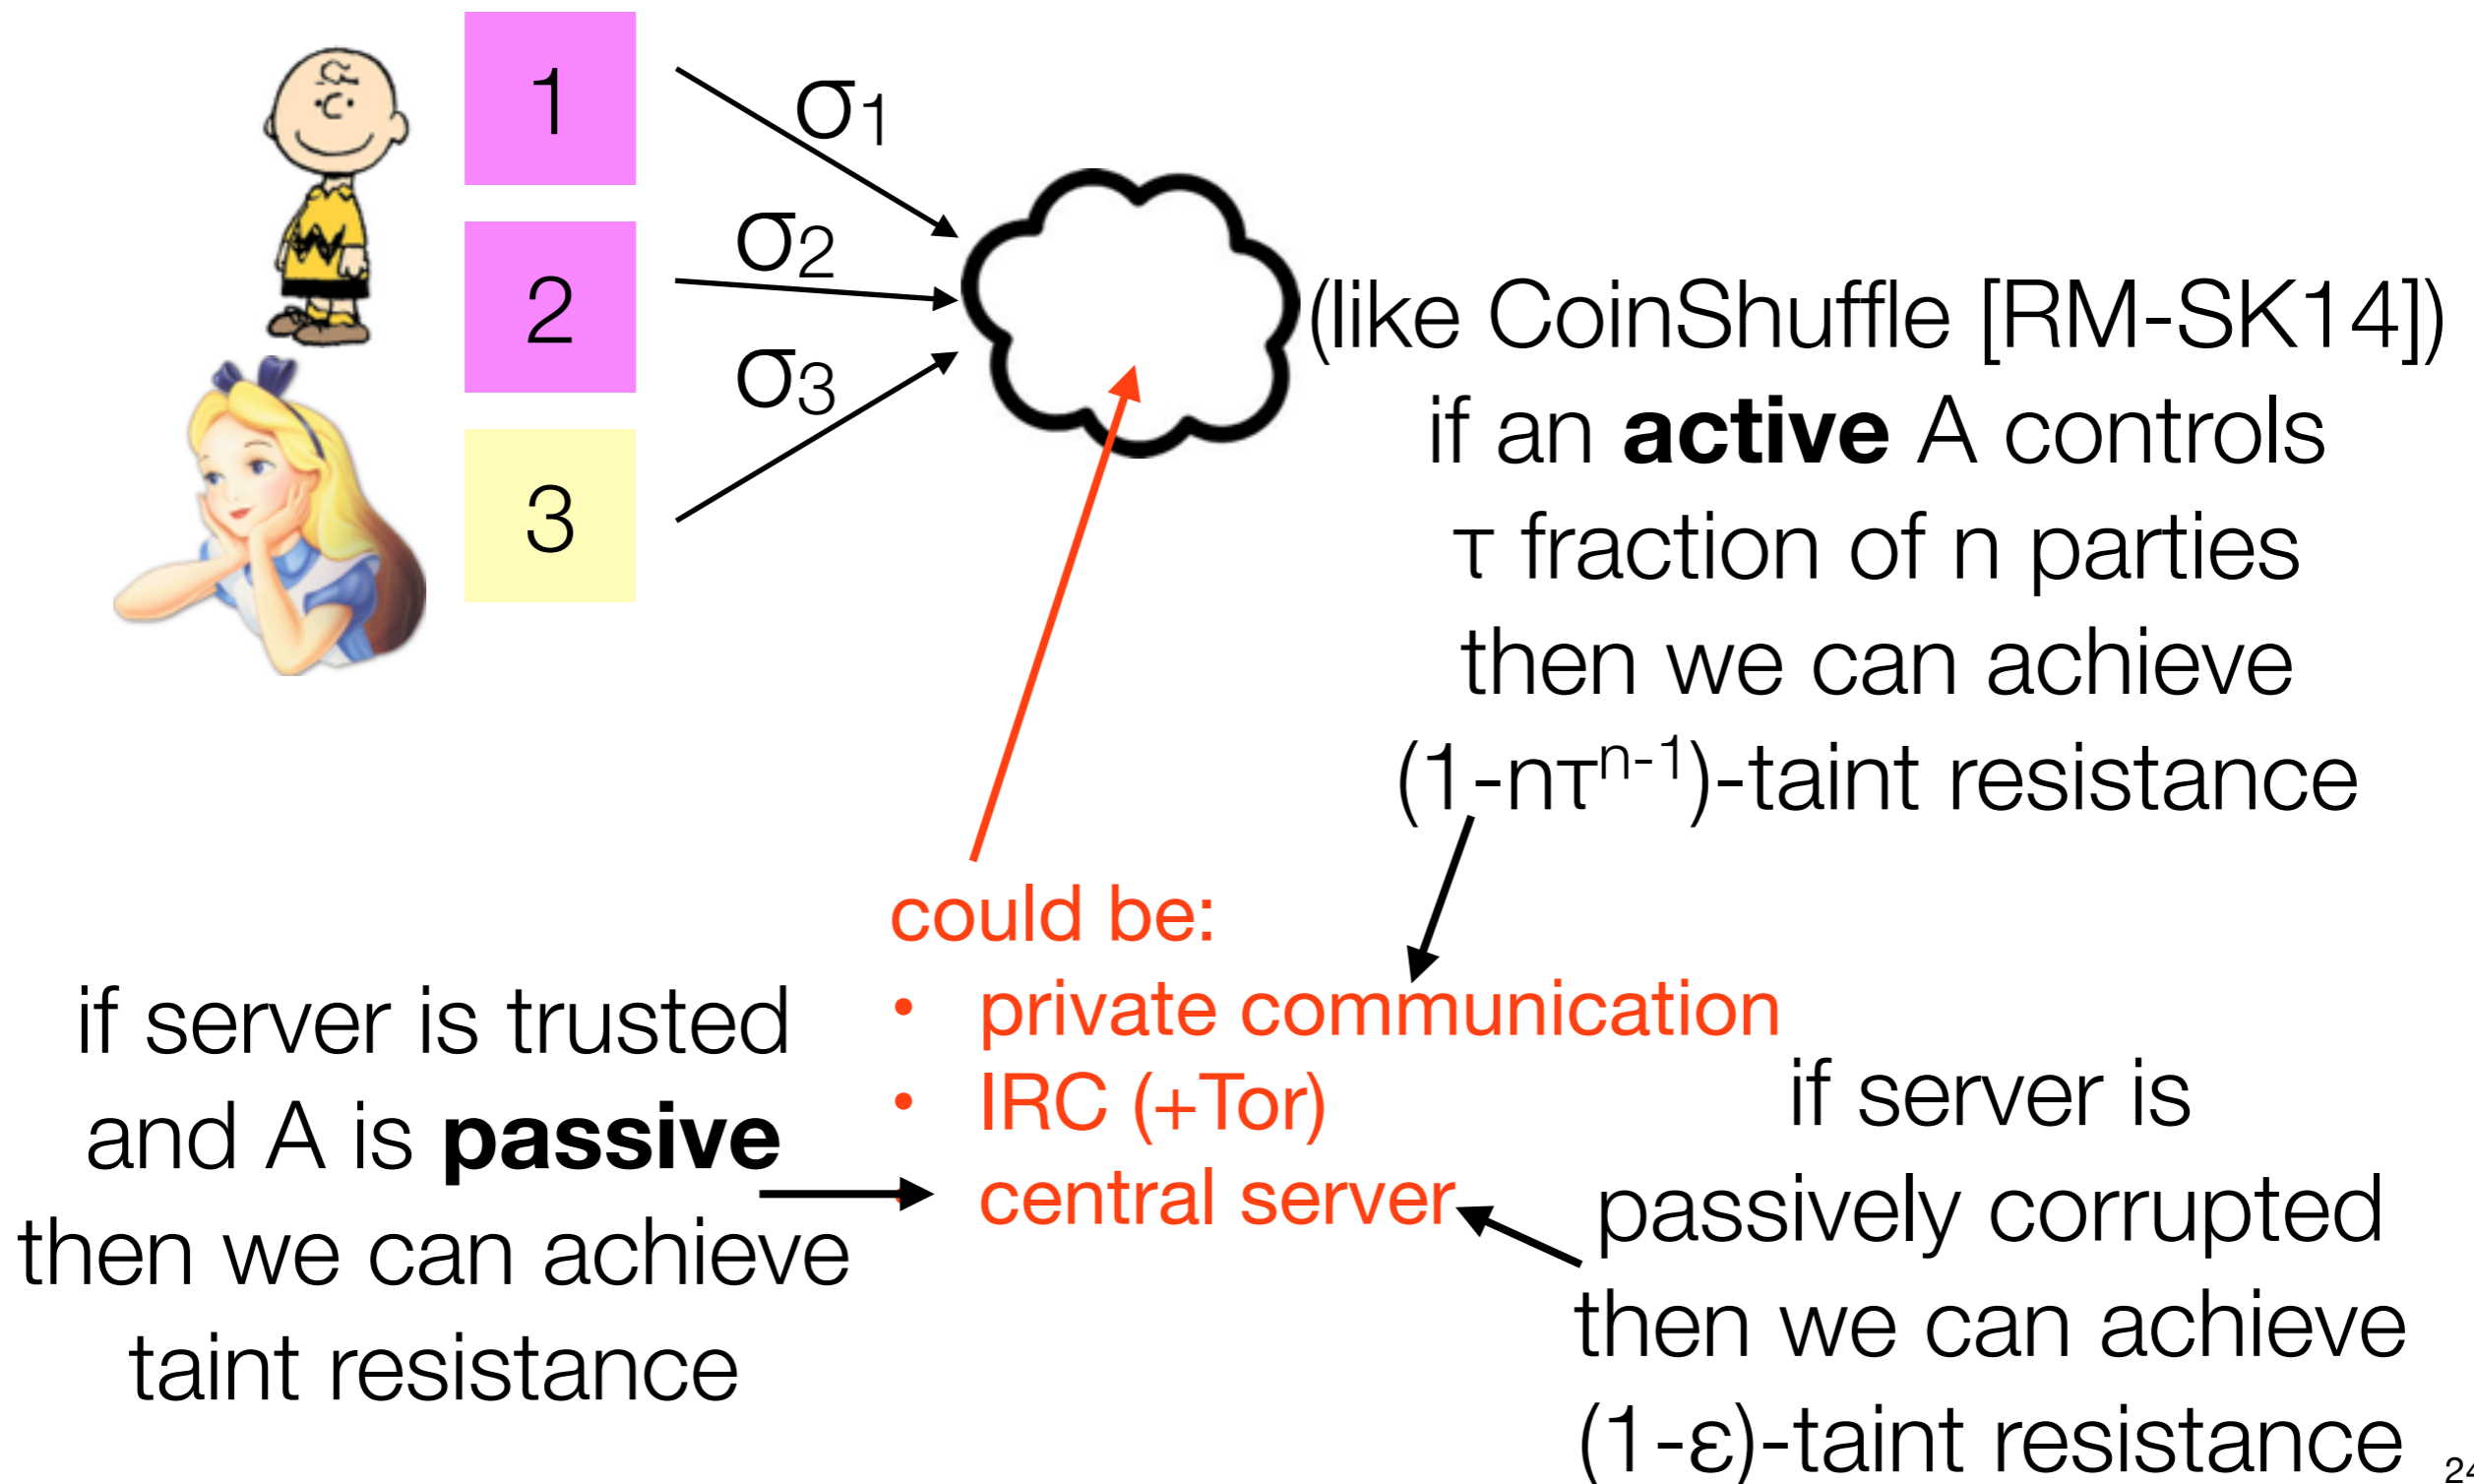 1
σ1
2
σ2
3
σ3
(like CoinShuffle [RM-SK14])
if an active A controls
τ fraction of n parties
then we can achieve
(1-nτⁿ⁻¹)-taint resistance
could be:
• private communication
• IRC (+Tor)
central server
if server is trusted
and A is passive
then we can achieve
taint resistance
if server is
passively corrupted
then we can achieve
(1-ε)-taint resistance
24